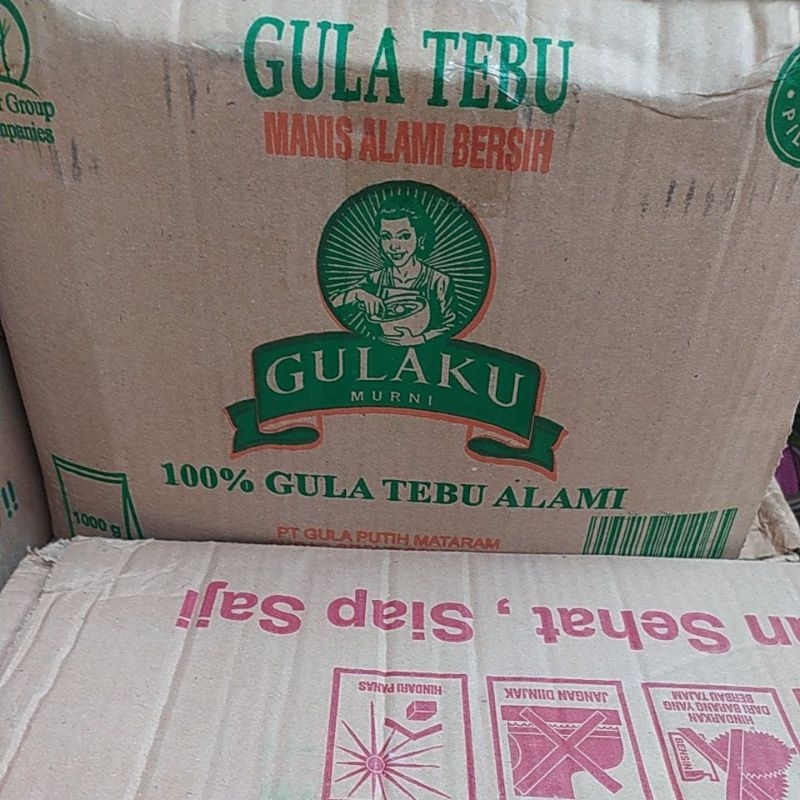 GULA TEBU
MANIS ALAMI BERSIH
Group
GULAKU
MURNI
100% GULA TEBU ALAMI
1000 g
PT GULA PUTIH MATARAM
Sehat, Siap Saji
HINDARI PANAS
JANGAN DIINJAK
HINDARKAN
DARI BARANG YANG
BERBAU TAJAM
BENSIN